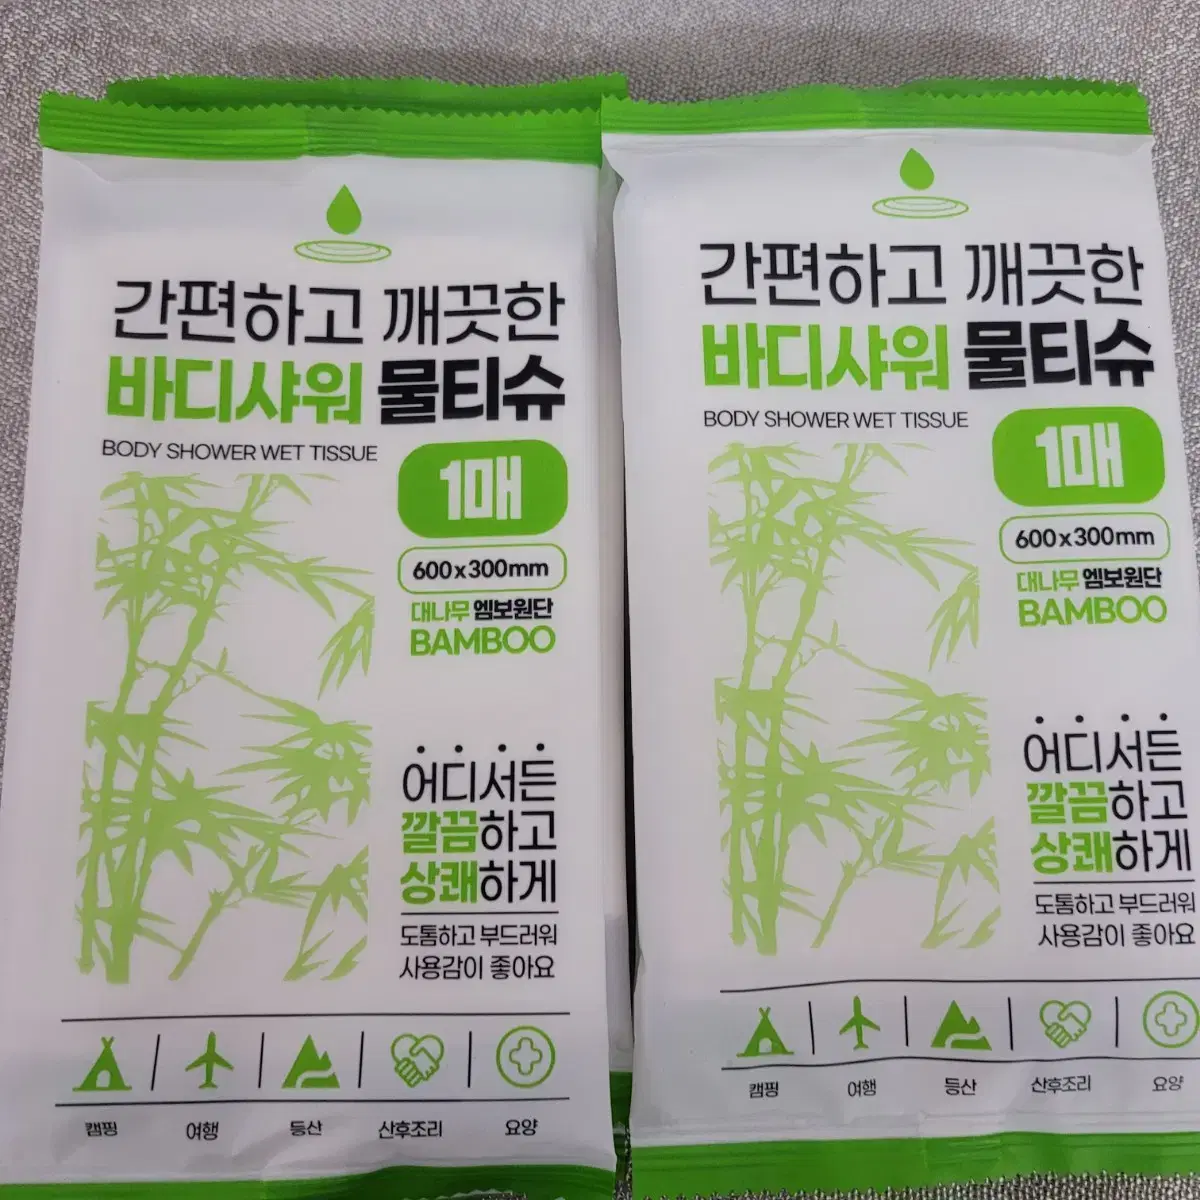 간편하고 깨끗한
바디샤워 물티슈
BODY SHOWER WET TISSUE
1매
600x300mm
대나무 엠보원단
BAMBOO
어디서든
깔끔하고
상쾌하게
도톰하고 부드러워
사용감이 좋아요
캠핑
여행
등산
산후조리
요양
간편하고 깨끗한
바디샤워 물티슈
BODY SHOWER WET TISSUE
1매
600x300mm
대나무 엠보원단
BAMBOO
어디서든
깔끔하고
상쾌하게
도톰하고 부드러워
사용감이 좋아요
캠핑
여행
등산
산후조리
요양